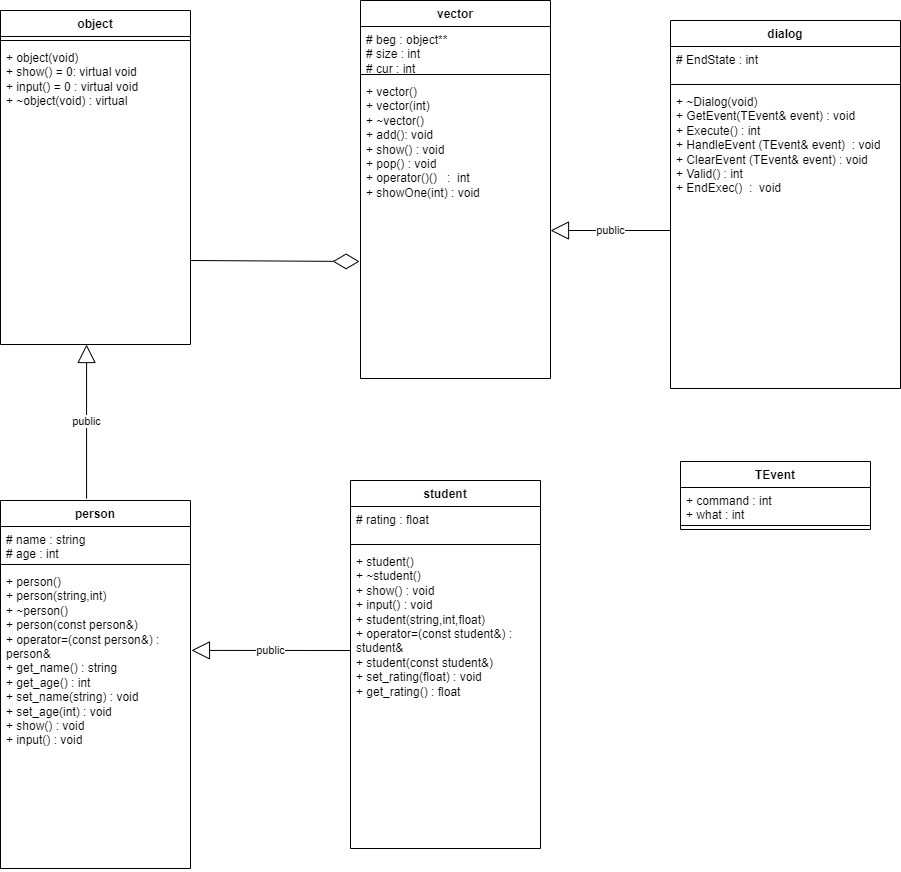 object
+ object(void)
+ show() = 0: virtual void
+ input() = 0 : virtual void
+ ~object(void) : virtual
vector
# beg : object**
# size : int
# cur : int
+ vector()
+ vector(int)
+ ~vector()
+ add(): void
+ show() : void
+ pop() : void
+ operator()() : int
+ showOne(int) : void
dialog
# EndState : int
+ ~Dialog(void)
+ GetEvent(TEvent& event) : void
+ Execute() : int
+ HandleEvent (TEvent& event) : void
+ ClearEvent (TEvent& event) : void
+ Valid() : int
+ EndExec() : void
public
public
person
# name : string
# age : int
+ person()
+ person(string,int)
+ ~person()
+ person(const person&)
+ operator=(const person&) :
person&
+ get_name() : string
+ get_age() : int
+ set_name(string) : void
+ set_age(int) : void
+ show() : void
+ input() : void
public
student
# rating : float
+ student()
+ ~student()
+ show() : void
+ input() : void
+ student(string,int,float)
+ operator=(const student&) :
student&
+ student(const student&)
+ set_rating(float) : void
+ get_rating() : float
TEvent
+ command : int
+ what : int